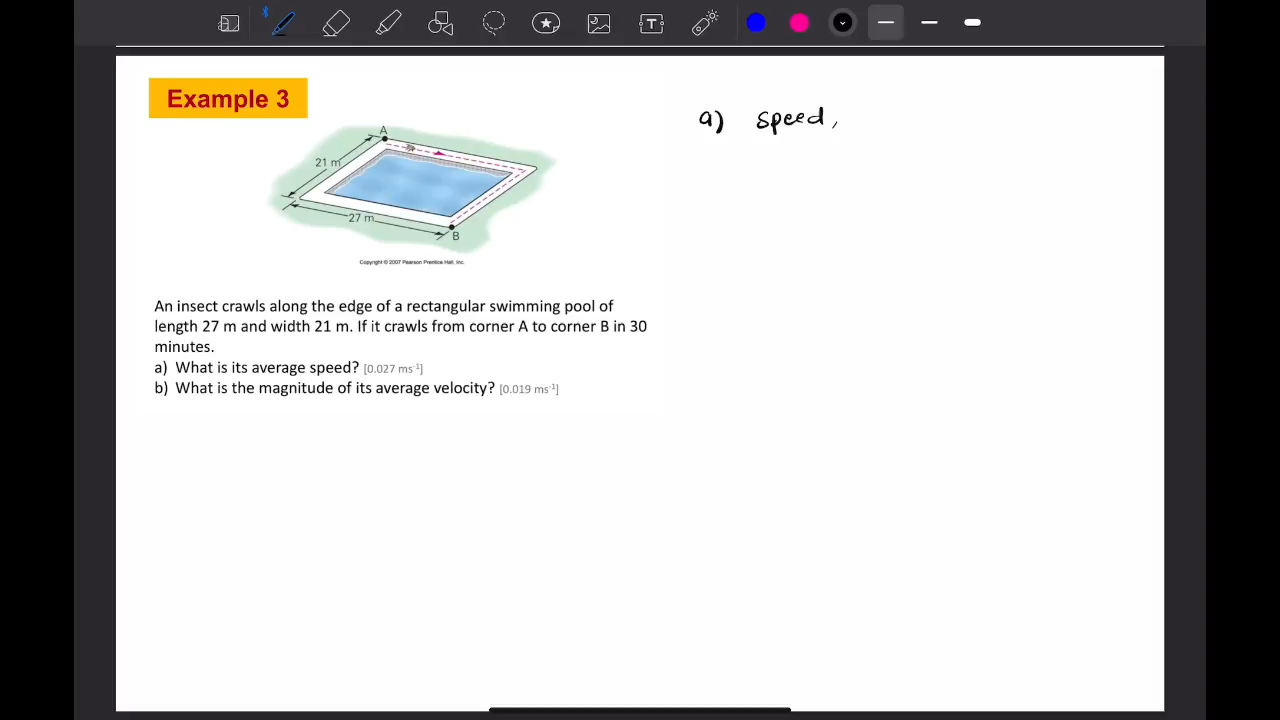 Example 3
a) speed,
A
21 m
27 m
B
Copyright © 2007 Pearson Prentice Hall, Inc.
An insect crawls along the edge of a rectangular swimming pool of
length 27 m and width 21 m. If it crawls from corner A to corner B in 30
minutes.
a) What is its average speed? [0.027 ms⁻¹]
b) What is the magnitude of its average velocity? [0.019 ms⁻¹]